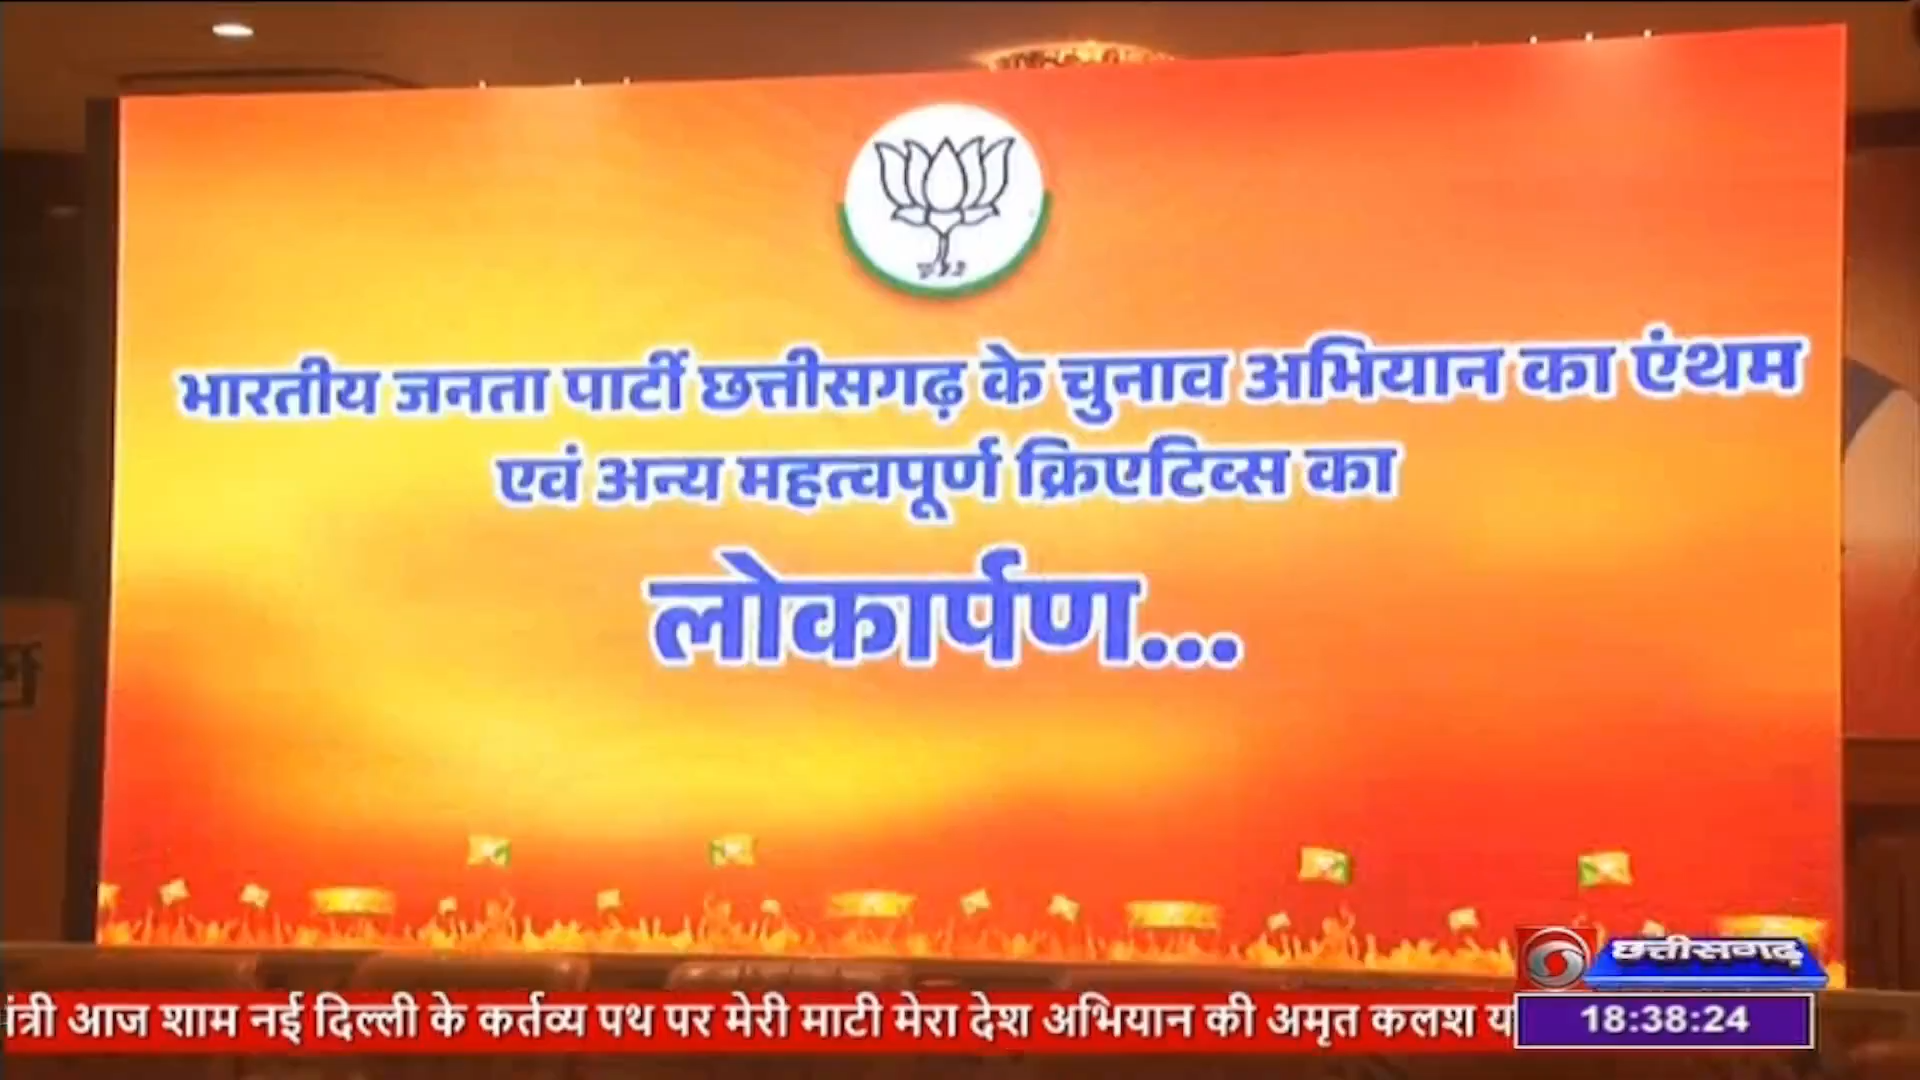 भारतीय जनता पार्टी छत्तीसगढ़ के चुनाव अभियान का एंथम
एवं अन्य महत्वपूर्ण क्रिएटिव्स का
लोकार्पण...
छत्तीसगढ़
आज शाम नई दिल्ली के कर्तव्य पथ पर मेरी माटी मेरा देश अभियान की अमृत कलश
18:38:24